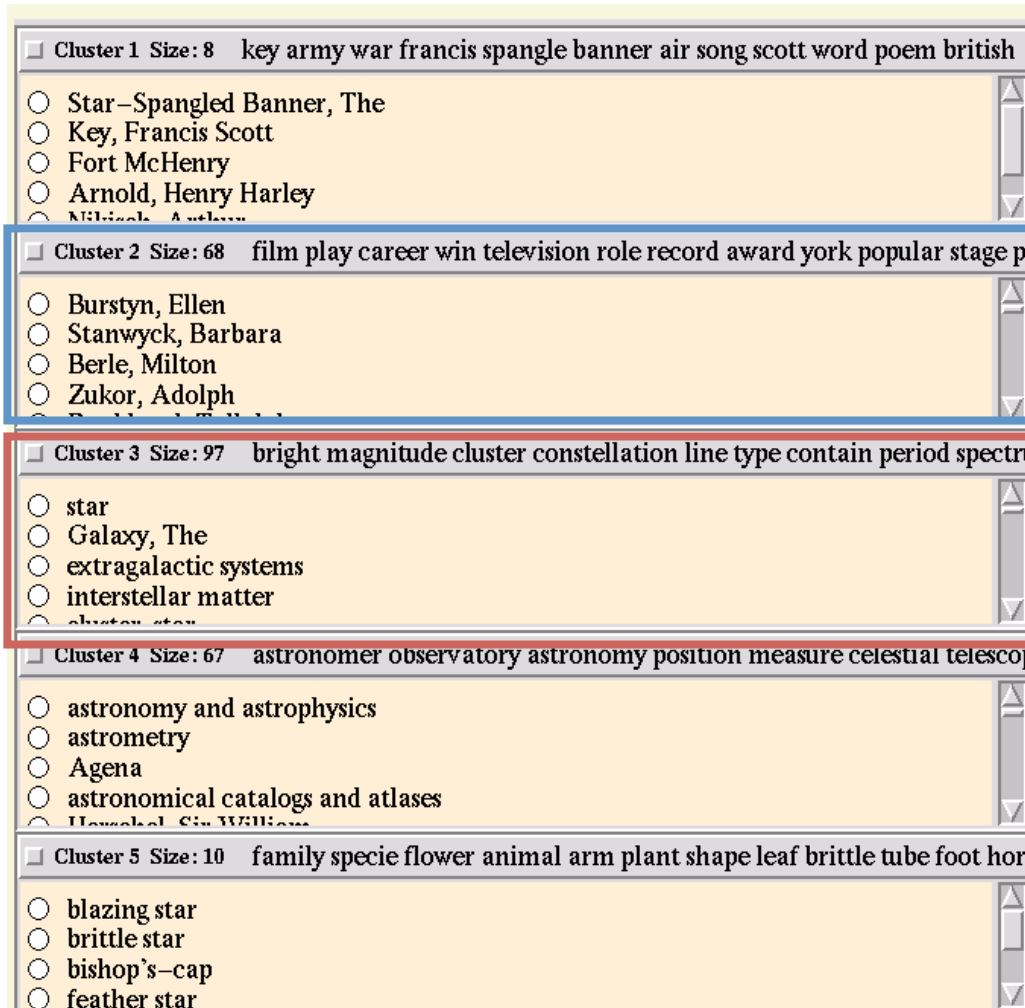 Cluster 1 Size: 8 key army war francis spangle banner air song scott word poem british
Star–Spangled Banner, The
Key, Francis Scott
Fort McHenry
Arnold, Henry Harley
Cluster 2 Size: 68 film play career win television role record award york popular stage p
Burstyn, Ellen
Stanwyck, Barbara
Berle, Milton
Zukor, Adolph
Cluster 3 Size: 97 bright magnitude cluster constellation line type contain period spectru
star
Galaxy, The
extragalactic systems
interstellar matter
Cluster 4 Size: 67 astronomer observatory astronomy position measure celestial telescop
astronomy and astrophysics
astrometry
Agena
astronomical catalogs and atlases
Cluster 5 Size: 10 family specie flower animal arm plant shape leaf brittle tube foot hor
blazing star
brittle star
bishop's–cap
feather star